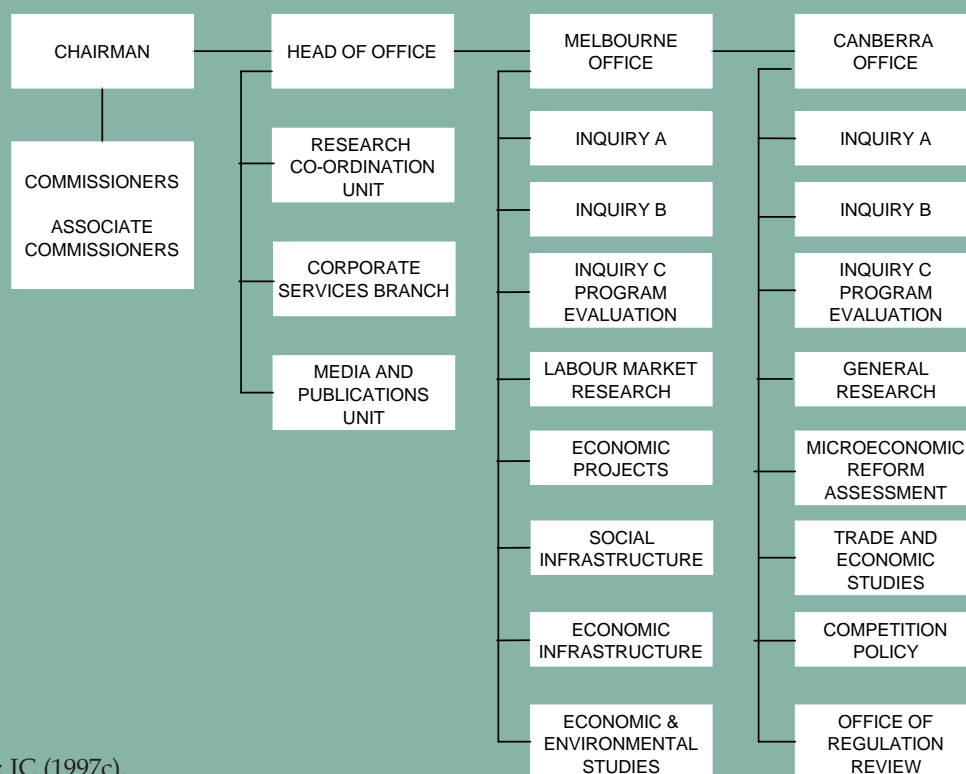 CHAIRMAN
COMMISSIONERS
ASSOCIATE
COMMISSIONERS
HEAD OF OFFICE
RESEARCH
CO-ORDINATION
UNIT
CORPORATE
SERVICES BRANCH
MEDIA AND
PUBLICATIONS
UNIT
MELBOURNE
OFFICE
INQUIRY A
INQUIRY B
INQUIRY C
PROGRAM
EVALUATION
LABOUR MARKET
RESEARCH
ECONOMIC
PROJECTS
SOCIAL
INFRASTRUCTURE
ECONOMIC
INFRASTRUCTURE
ECONOMIC &
ENVIRONMENTAL
STUDIES
CANBERRA
OFFICE
INQUIRY A
INQUIRY B
INQUIRY C
PROGRAM
EVALUATION
GENERAL
RESEARCH
MICROECONOMIC
REFORM
ASSESSMENT
TRADE AND
ECONOMIC
STUDIES
COMPETITION
POLICY
OFFICE OF
REGULATION
REVIEW
: IC (1997c).